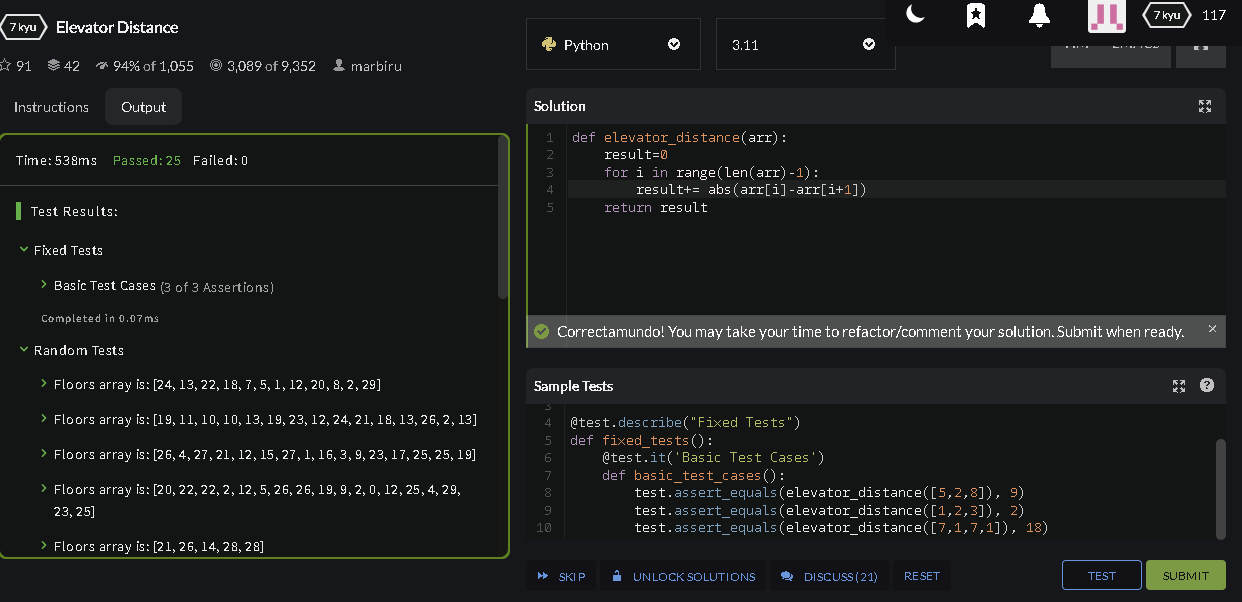 7 kyu Elevator Distance
91 42 94% of 1,055 3,089 of 9,352 marbiru
Instructions Output
Time: 538ms Passed: 25 Failed: 0
Test Results:
Fixed Tests
Basic Test Cases (3 of 3 Assertions)
Completed in 0.07ms
Random Tests
Floors array is: [24, 13, 22, 18, 7, 5, 1, 12, 20, 8, 2, 29]
Floors array is: [19, 11, 10, 10, 13, 19, 23, 12, 24, 21, 18, 13, 26, 2, 13]
Floors array is: [26, 4, 27, 21, 12, 15, 27, 1, 16, 3, 9, 23, 17, 25, 25, 19]
Floors array is: [20, 22, 22, 2, 12, 5, 26, 26, 19, 9, 2, 0, 12, 25, 4, 29,
23, 25]
Floors array is: [21, 26, 14, 28, 28]
7 kyu 117
Python 3.11
Solution
1 def elevator_distance(arr):
2 result=0
3 for i in range(len(arr)-1):
4 result+= abs(arr[i]-arr[i+1])
5 return result
Correctamundo! You may take your time to refactor/comment your solution. Submit when ready.
Sample Tests
3
4 @test.describe("Fixed Tests")
5 def fixed_tests():
6 @test.it('Basic Test Cases')
7 def basic_test_cases():
8 test.assert_equals(elevator_distance([5,2,8]), 9)
9 test.assert_equals(elevator_distance([1,2,3]), 2)
10 test.assert_equals(elevator_distance([7,1,7,1]), 18)
SKIP UNLOCK SOLUTIONS DISCUSS (21) RESET TEST SUBMIT